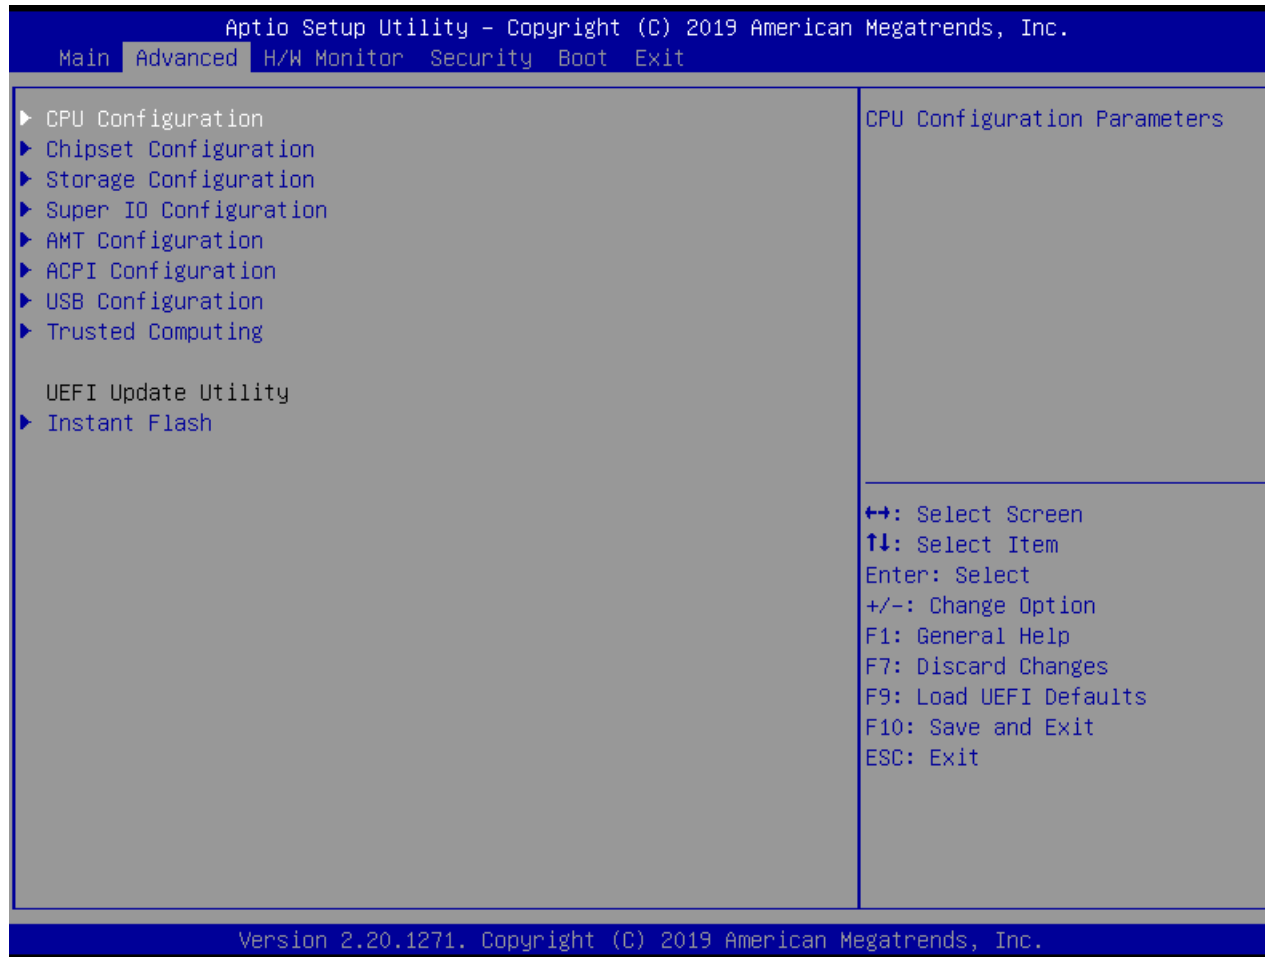 Aptio Setup Utility – Copyright (C) 2019 American Megatrends, Inc.
Main Advanced H/W Monitor Security Boot Exit
CPU Configuration
Chipset Configuration
Storage Configuration
Super IO Configuration
AMT Configuration
ACPI Configuration
USB Configuration
Trusted Computing
UEFI Update Utility
Instant Flash
CPU Configuration Parameters
↔: Select Screen
↑↓: Select Item
Enter: Select
+/-: Change Option
F1: General Help
F7: Discard Changes
F9: Load UEFI Defaults
F10: Save and Exit
ESC: Exit
Version 2.20.1271. Copyright (C) 2019 American Megatrends, Inc.